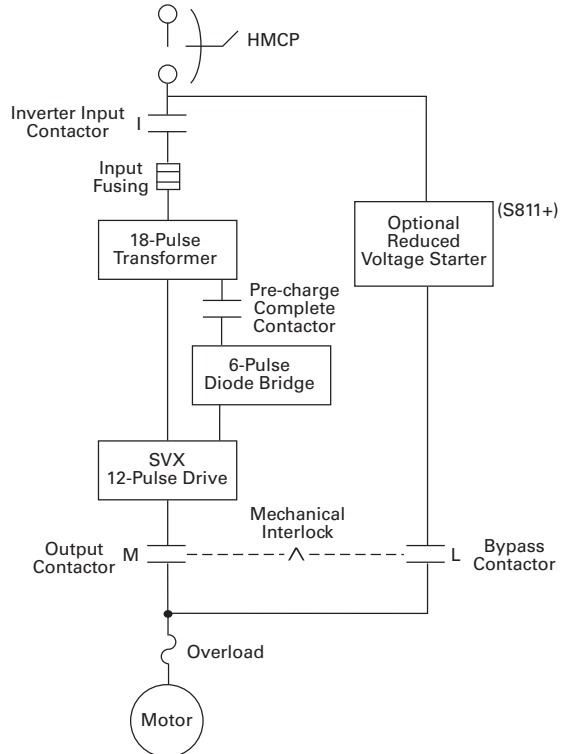 HMCP
Inverter Input
Contactor
I
Input
Fusing
18-Pulse
Transformer
Optional
Reduced
Voltage Starter
(S811+)
Pre-charge
Complete
Contactor
6-Pulse
Diode Bridge
SVX
12-Pulse Drive
Mechanical
Interlock
Output
Contactor
M
L
Bypass
Contactor
Overload
Motor